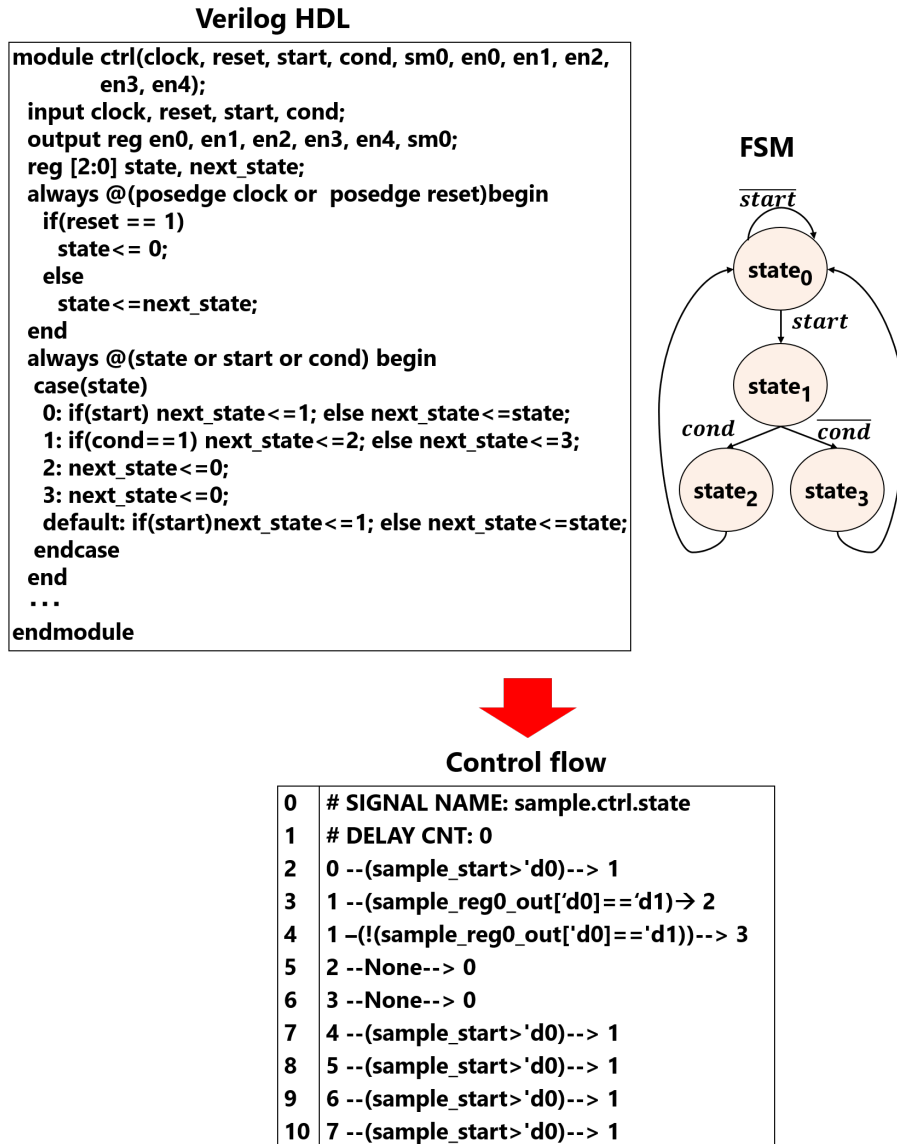 Verilog HDL
module ctrl(clock, reset, start, cond, sm0, en0, en1, en2,
en3, en4);
input clock, reset, start, cond;
output reg en0, en1, en2, en3, en4, sm0;
reg [2:0] state, next_state;
always @(posedge clock or  posedge reset)begin
if(reset == 1)
state<= 0;
else
state<=next_state;
end
always @(state or start or cond) begin
case(state)
0: if(start) next_state<=1; else next_state<=state;
1: if(cond==1) next_state<=2; else next_state<=3;
2: next_state<=0;
3: next_state<=0;
default: if(start)next_state<=1; else next_state<=state;
endcase
end
...
endmodule
FSM
start
state0
start
state1
cond
cond
state2
state3
Control flow
0 # SIGNAL NAME: sample.ctrl.state
1 # DELAY CNT: 0
2 0 --(sample_start>'d0)--> 1
3 1 --(sample_reg0_out[‘d0]==‘d1)→ 2
4 1 –(!(sample_reg0_out['d0]=='d1))--> 3
5 2 --None--> 0
6 3 --None--> 0
7 4 --(sample_start>'d0)--> 1
8 5 --(sample_start>'d0)--> 1
9 6 --(sample_start>'d0)--> 1
10 7 --(sample_start>'d0)--> 1